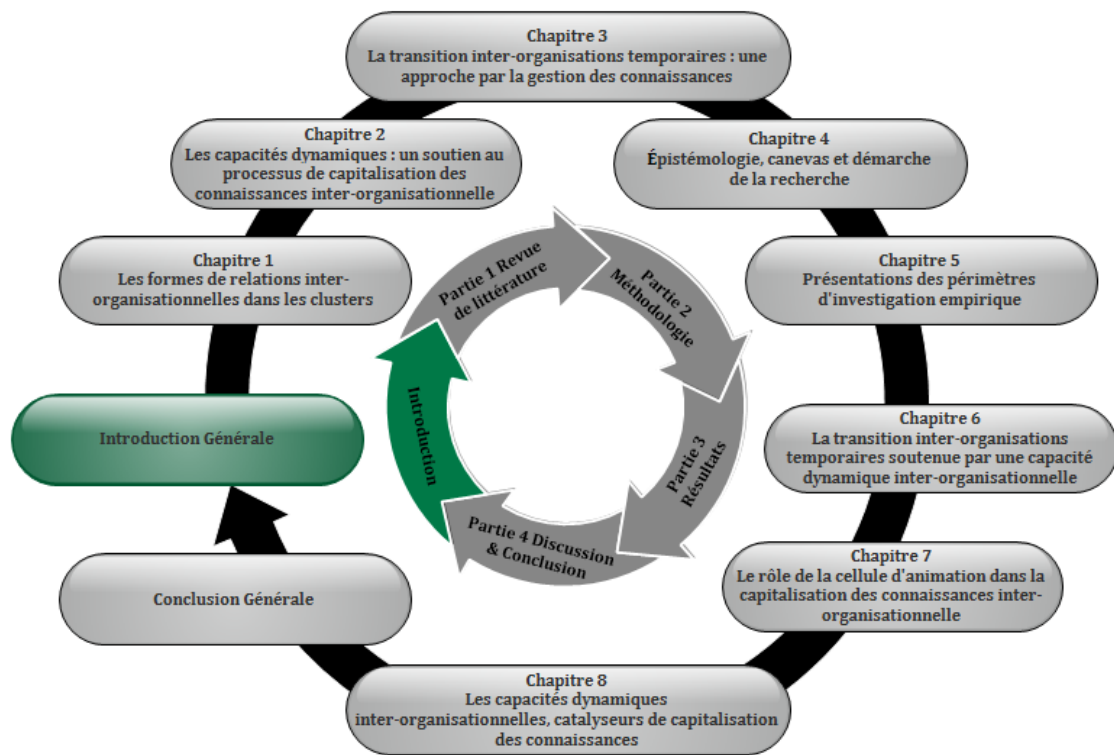 Chapitre 3
La transition inter-organisations temporaires : une
approche par la gestion des connaissances
Chapitre 2
Les capacités dynamiques : un soutien au
processus de capitalisation des
connaissances inter-organisationnelle
Chapitre 4
Épistémologie, canevas et démarche
de la recherche
Chapitre 1
Les formes de relations inter-
organisationnelles dans les clusters
Chapitre 5
Présentations des périmètres
d'investigation empirique
Partie 1 Revue
de littérature
Partie 2
Méthodologie
Introduction
Partie 3
Résultats
Partie 4 Discussion
& Conclusion
Introduction Générale
Chapitre 6
La transition inter-organisations
temporaires soutenue par une capacité
dynamique inter-organisationnelle
Chapitre 7
Le rôle de la cellule d'animation dans la
capitalisation des connaissances inter-
organisationnelle
Conclusion Générale
Chapitre 8
Les capacités dynamiques
inter-organisationnelles, catalyseurs de capitalisation
des connaissances